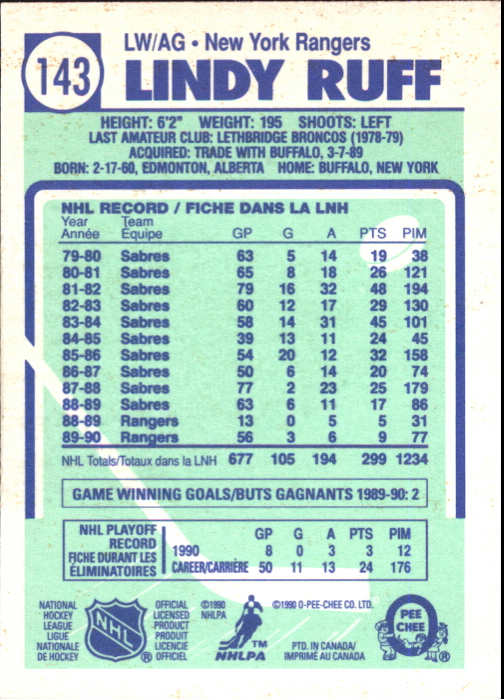 143
LW/AG • New York Rangers
LINDY RUFF
HEIGHT: 6'2" WEIGHT: 195 SHOOTS: LEFT
LAST AMATEUR CLUB: LETHBRIDGE BRONCOS (1978-79)
ACQUIRED: TRADE WITH BUFFALO, 3-7-89
BORN: 2-17-60, EDMONTON, ALBERTA HOME: BUFFALO, NEW YORK
NHL RECORD / FICHE DANS LA LNH
Year Team
Année Équipe GP G A PTS PIM
79-80 Sabres 63 5 14 19 38
80-81 Sabres 65 8 18 26 121
81-82 Sabres 79 16 32 48 194
82-83 Sabres 60 12 17 29 130
83-84 Sabres 58 14 31 45 101
84-85 Sabres 39 13 11 24 45
85-86 Sabres 54 20 12 32 158
86-87 Sabres 50 6 14 20 74
87-88 Sabres 77 2 23 25 179
88-89 Sabres 63 6 11 17 86
88-89 Rangers 13 0 5 5 31
89-90 Rangers 56 3 6 9 77
NHL Totals/Totaux dans la LNH 677 105 194 299 1234
GAME WINNING GOALS/BUTS GAGNANTS 1989-90: 2
NHL PLAYOFF
RECORD
FICHE DURANT LES
ÉLIMINATOIRES
GP G A PTS PIM
1990 8 0 3 3 12
CAREER/CARRIÈRE 50 11 13 24 176
NATIONAL
HOCKEY
LEAGUE
LIGUE
NATIONALE
DE HOCKEY
NHL
®
OFFICIAL
LICENSED
PRODUCT
PRODUIT
LICENCIE
OFFICIEL
©1990
NHLPA
TM
NHLPA
©1990 O-PEE-CHEE CO. LTD.
PTD. IN CANADA/
IMPRIMÉ AU CANADA
PEE
CHEE
®